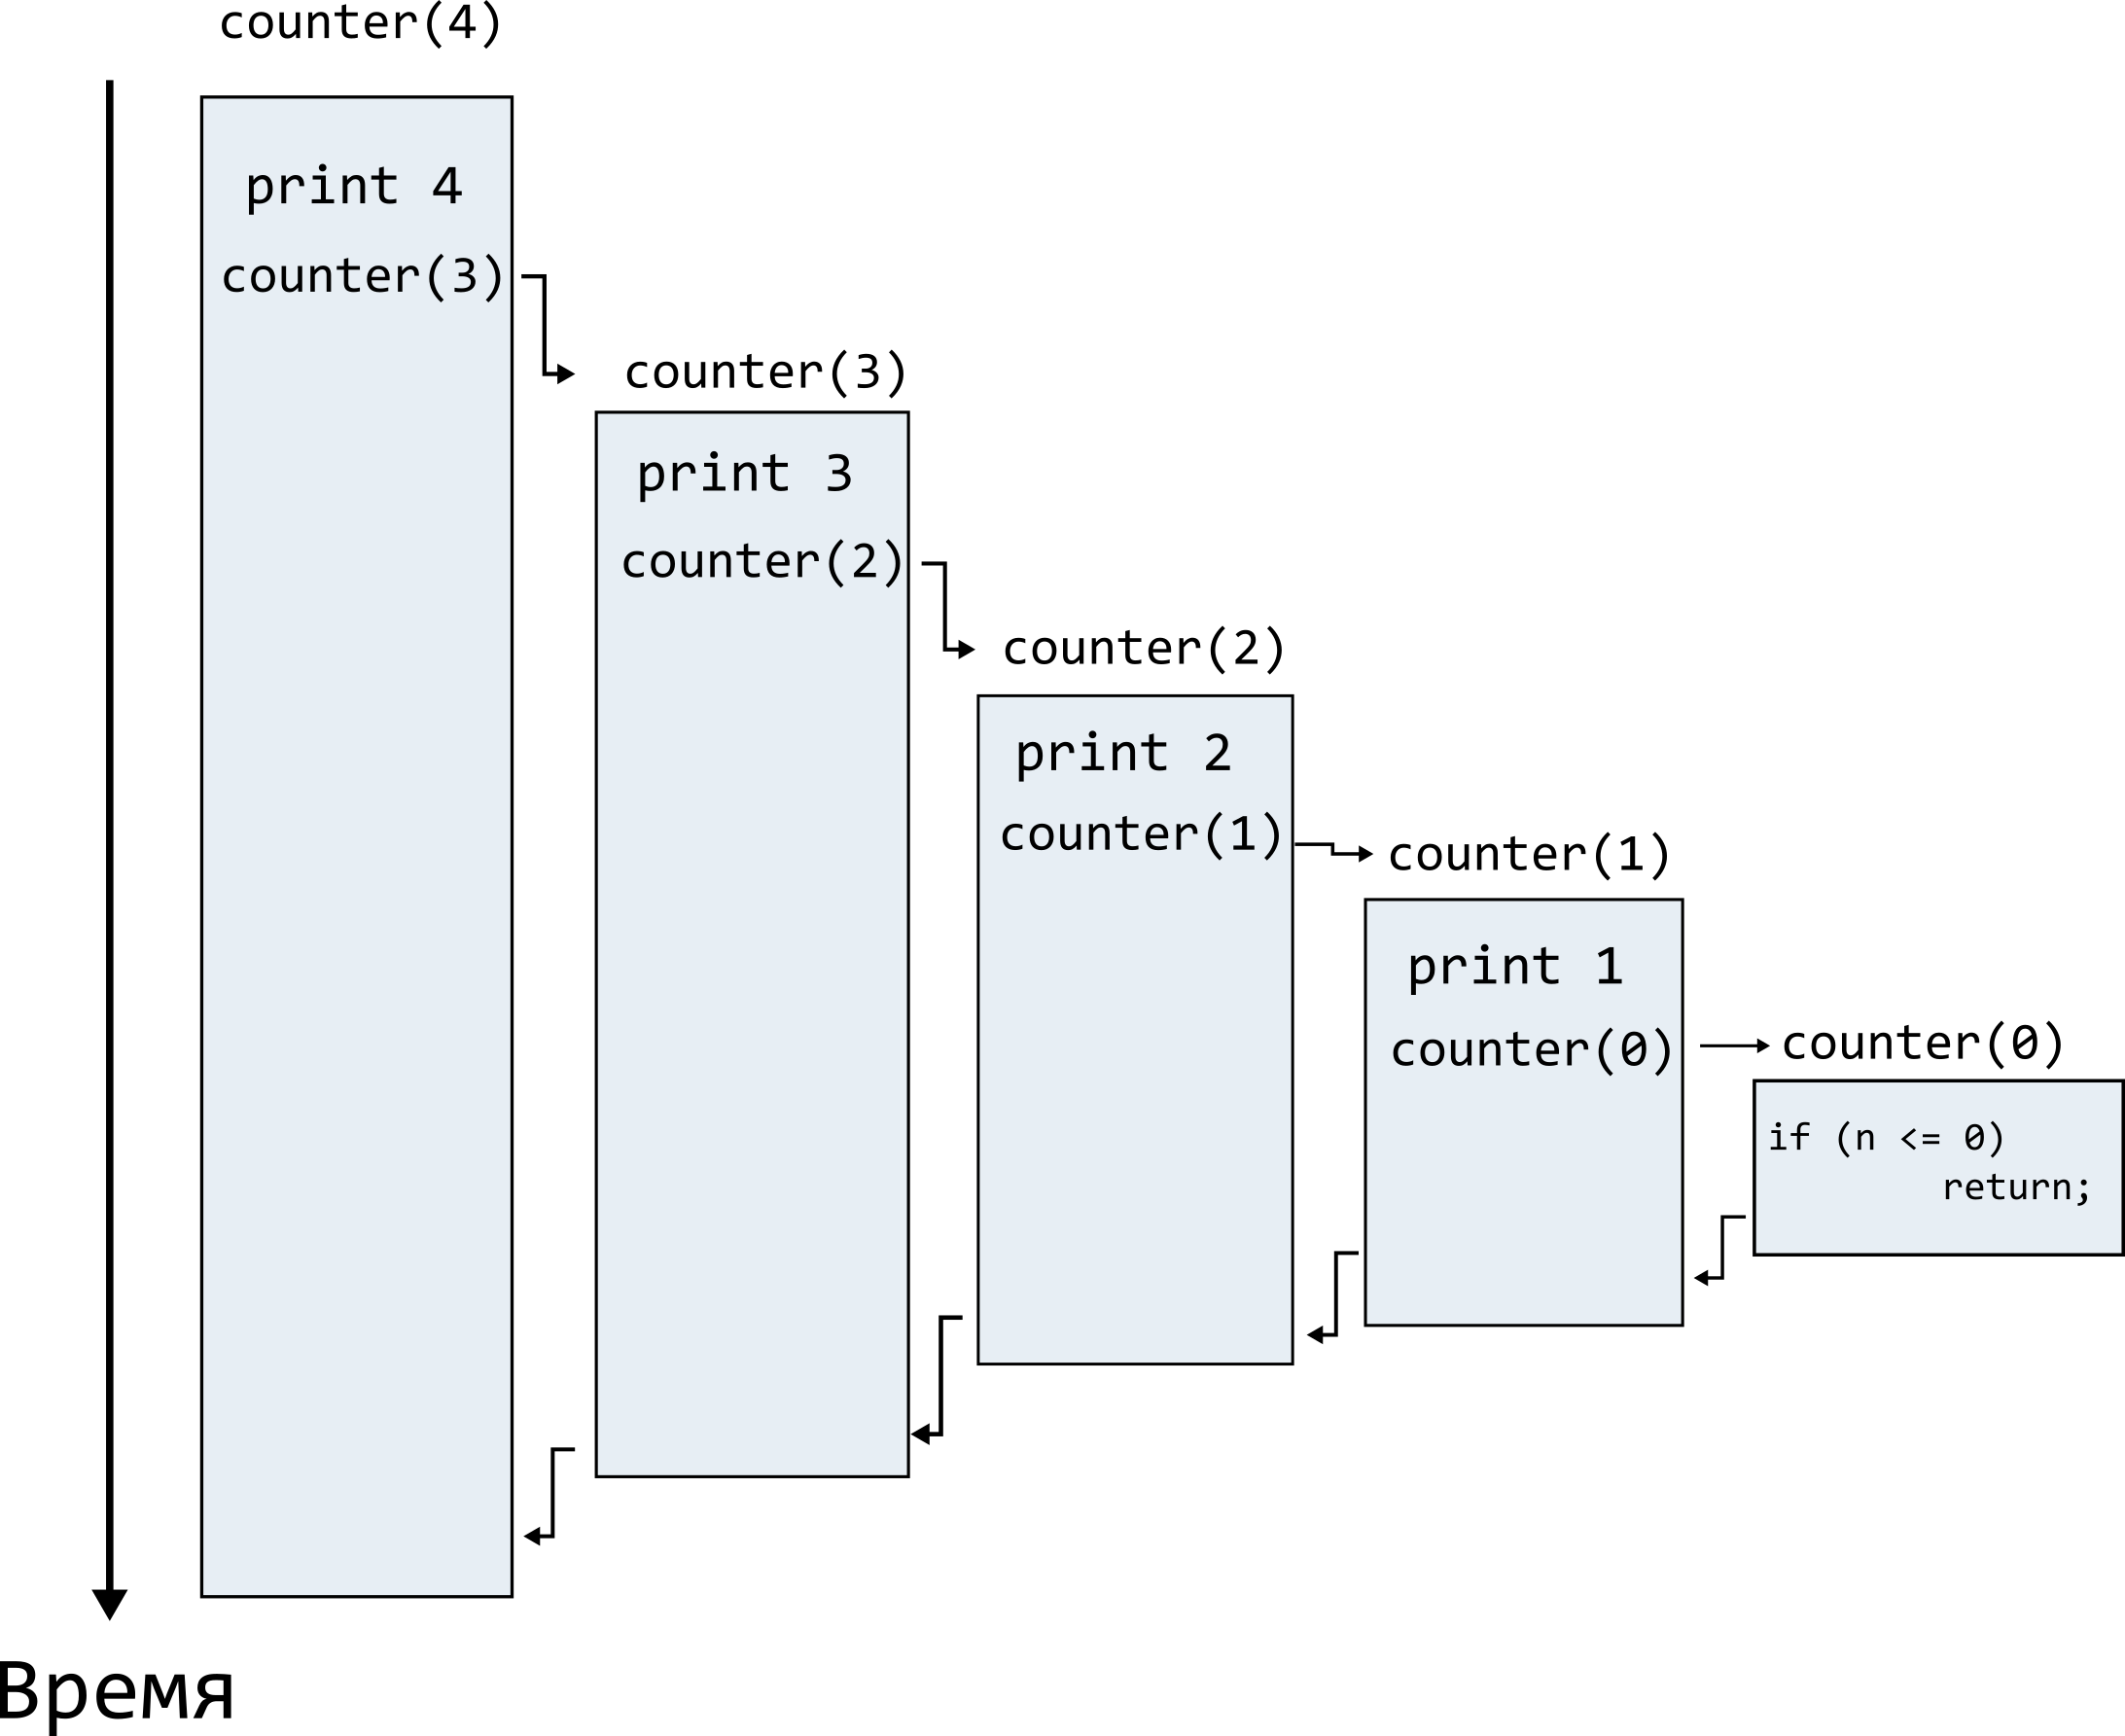 counter(4)
print 4
counter(3)
counter(3)
print 3
counter(2)
counter(2)
print 2
counter(1)
counter(1)
print 1
counter(0)
counter(0)
if (n <= 0)
return;
Время